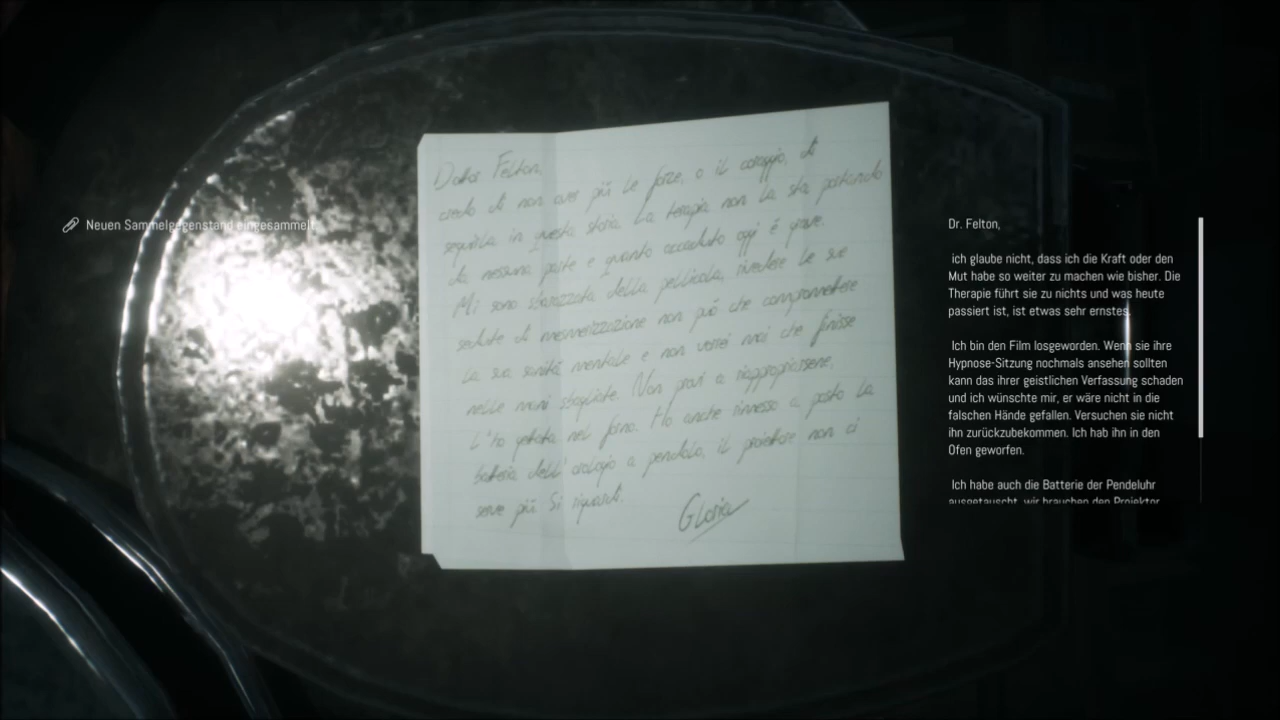 Neuen Sammelgegenstand eingesammelt.
Dottor Felton,
credo di non aver più le forze, o il coraggio, di
seguirla in questa storia. La terapia non la sta portando
da nessuna parte e quanto accaduto oggi è grave.
Mi sono sbarazzata della pellicola, rivedere le sue
sedute di mesmerizzazione non può che compromettere
la sua sanità mentale e non vorrei mai che finisse
nelle mani sbagliate. Non provi a riappropriarsene,
l'ho gettata nel forno. Ho anche rimesso a posto la
batteria dell'orologio a pendolo, il proiettore non ci
serve più. Si riguardi.
Gloria
Dr. Felton,
ich glaube nicht, dass ich die Kraft oder den
Mut habe so weiter zu machen wie bisher. Die
Therapie führt sie zu nichts und was heute
passiert ist, ist etwas sehr ernstes.
Ich bin den Film losgeworden. Wenn sie ihre
Hypnose-Sitzung nochmals ansehen sollten
kann das ihrer geistlichen Verfassung schaden
und ich wünschte mir, er wäre nicht in die
falschen Hände gefallen. Versuchen sie nicht
ihn zurückzubekommen. Ich hab ihn in den
Ofen geworfen.
Ich habe auch die Batterie der Pendeluhr
ausgetauscht, wir brauchen den Projektor